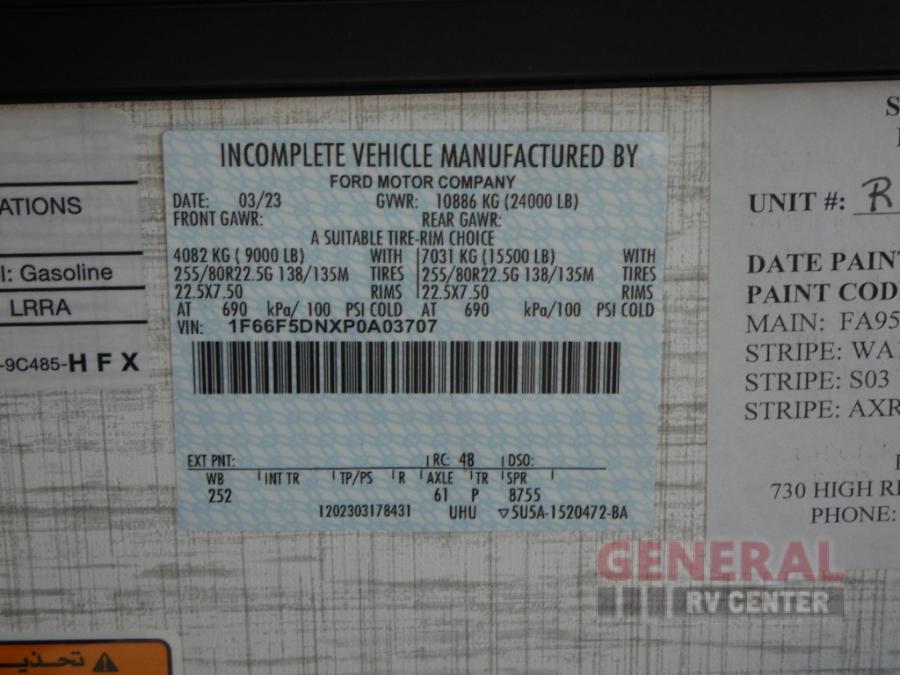 ATIONS
l: Gasoline
LRRA
-9C485-H F X
INCOMPLETE VEHICLE MANUFACTURED BY
FORD MOTOR COMPANY
DATE: 03/23 GVWR: 10886 KG (24000 LB)
FRONT GAWR: REAR GAWR:
A SUITABLE TIRE-RIM CHOICE
4082 KG ( 9000 LB) WITH 7031 KG (15500 LB) WITH
255/80R22.5G 138/135M TIRES 255/80R22.5G 138/135M TIRES
22.5X7.50 RIMS 22.5X7.50 RIMS
AT 690 kPa/ 100 PSI COLD AT 690 kPa/100 PSI COLD
VIN: 1F66F5DNXP0A03707
EXT PNT: RC: 48 DSO:
WB INT TR TP/PS R AXLE TR SPR
252 61 P 8755
1202303178431 UHU ▽5U5A-1520472-BA
UNIT #: R
DATE PAIN
PAINT COD
MAIN: FA95
STRIPE: WA
STRIPE: S03
STRIPE: AXR
730 HIGH RI
PHONE:
GENERAL
RV CENTER
تحذير